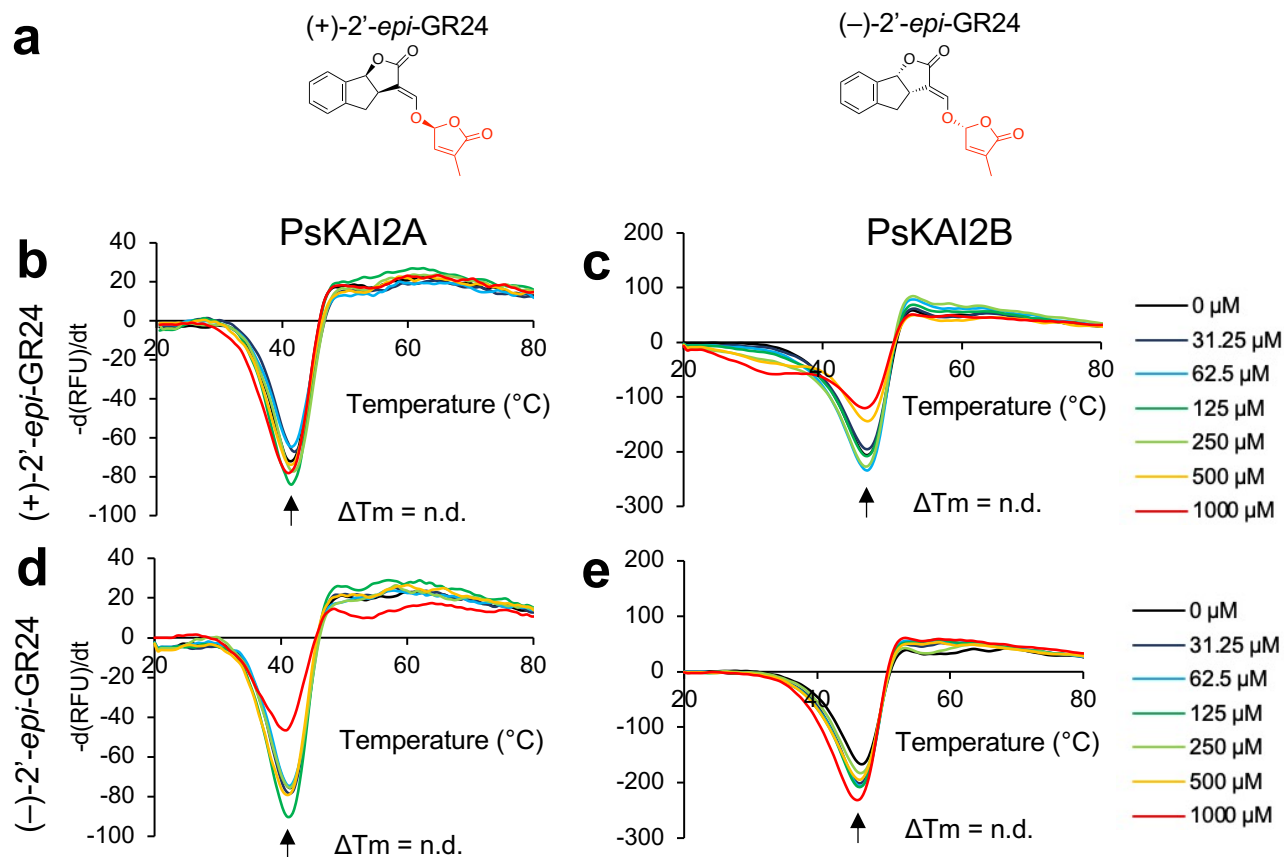 a
(+)-2’-epi-GR24
(–)-2’-epi-GR24
O
O
O
O
O
O
O
O
O
O
b
PsKAI2A
c
PsKAI2B
(+)-2’-epi-GR24
-d(RFU)/dt
40
20
0
-20
-40
-60
-80
-100
20
40
60
80
Temperature (°C)
ΔTm = n.d.
200
100
0
-100
-200
-300
20
40
60
80
Temperature (°C)
ΔTm = n.d.
0 µM
31.25 µM
62.5 µM
125 µM
250 µM
500 µM
1000 µM
d
e
(–)-2’-epi-GR24
-d(RFU)/dt
40
20
0
-20
-40
-60
-80
-100
20
40
60
80
Temperature (°C)
ΔTm = n.d.
200
100
0
-100
-200
-300
20
40
60
80
Temperature (°C)
ΔTm = n.d.
0 µM
31.25 µM
62.5 µM
125 µM
250 µM
500 µM
1000 µM